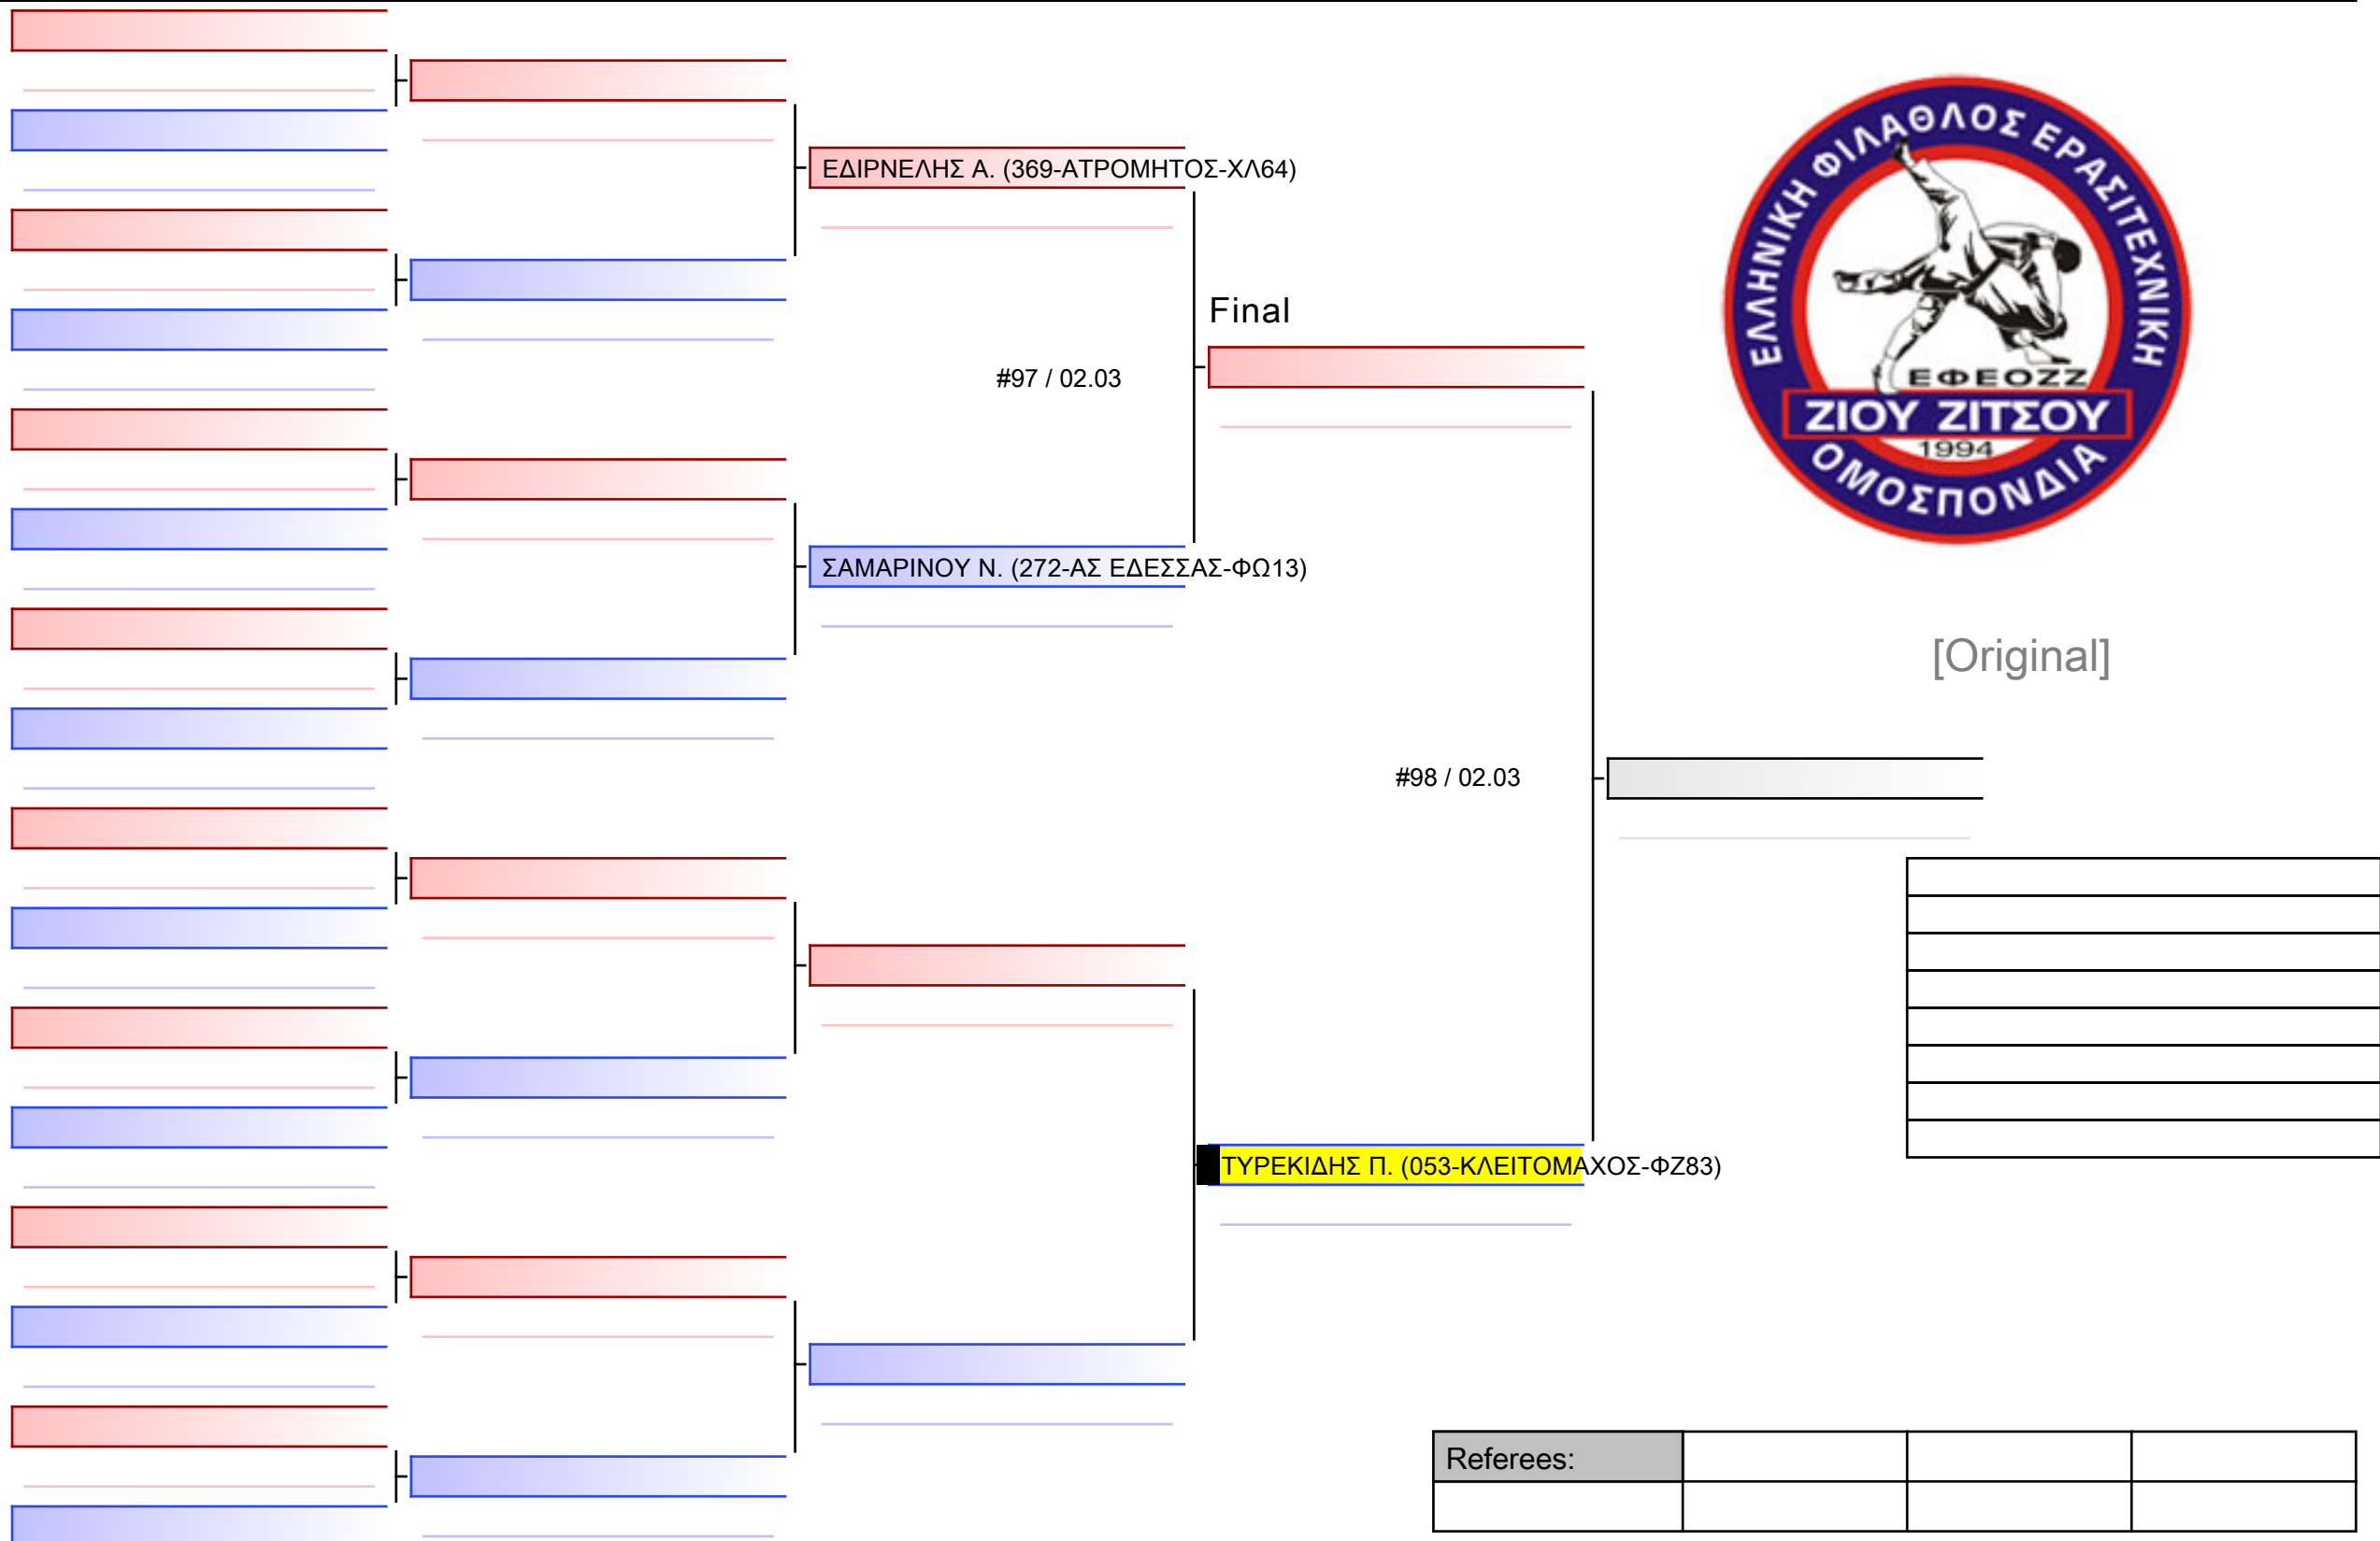 ΕΔΙΡΝΕΛΗΣ Α. (369-ΑΤΡΟΜΗΤΟΣ-ΧΛ64)
Final
#97 / 02.03
ΣΑΜΑΡΙΝΟΥ Ν. (272-ΑΣ ΕΔΕΣΣΑΣ-ΦΩ13)
ΕΛΛΗΝΙΚΗ ΦΙΛΑΘΛΟΣ ΕΡΑΣΙΤΕΧΝΙΚΗ
ΕΦΕΟΖΖ
ΖΙΟΥ ΖΙΤΣΟΥ
1994
ΟΜΟΣΠΟΝΔΙΑ
[Original]
#98 / 02.03
ΤΥΡΕΚΙΔΗΣ Π. (053-ΚΛΕΙΤΟΜΑΧΟΣ-ΦΖ83)
Referees: